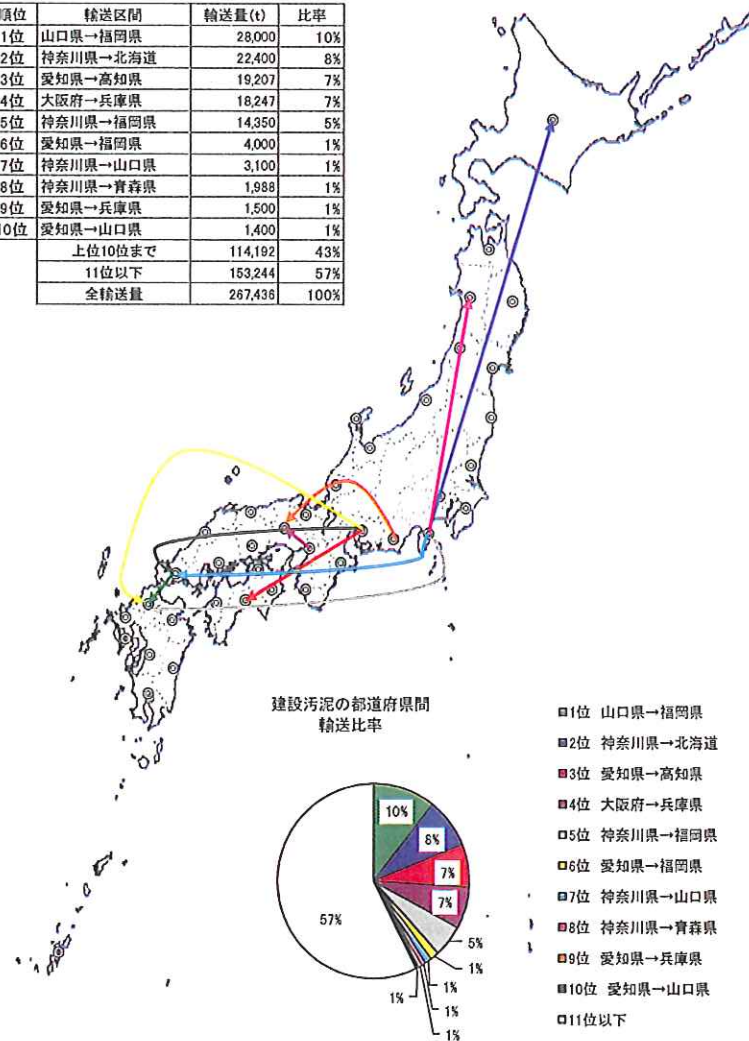 順位 輸送区間 輸送量(t) 比率
1位 山口県→福岡県 28,000 10%
2位 神奈川県→北海道 22,400 8%
3位 愛知県→高知県 19,207 7%
4位 大阪府→兵庫県 18,247 7%
5位 神奈川県→福岡県 14,350 5%
6位 愛知県→福岡県 4,000 1%
7位 神奈川県→山口県 3,100 1%
8位 神奈川県→青森県 1,988 1%
9位 愛知県→兵庫県 1,500 1%
10位 愛知県→山口県 1,400 1%
上位10位まで 114,192 43%
11位以下 153,244 57%
全輸送量 267,436 100%
建設汚泥の都道府県間
輸送比率
10%
8%
7%
7%
57%
5%
1%
1%
1%
1%
1%
1位 山口県→福岡県
2位 神奈川県→北海道
3位 愛知県→高知県
4位 大阪府→兵庫県
5位 神奈川県→福岡県
6位 愛知県→福岡県
7位 神奈川県→山口県
8位 神奈川県→青森県
9位 愛知県→兵庫県
10位 愛知県→山口県
11位以下